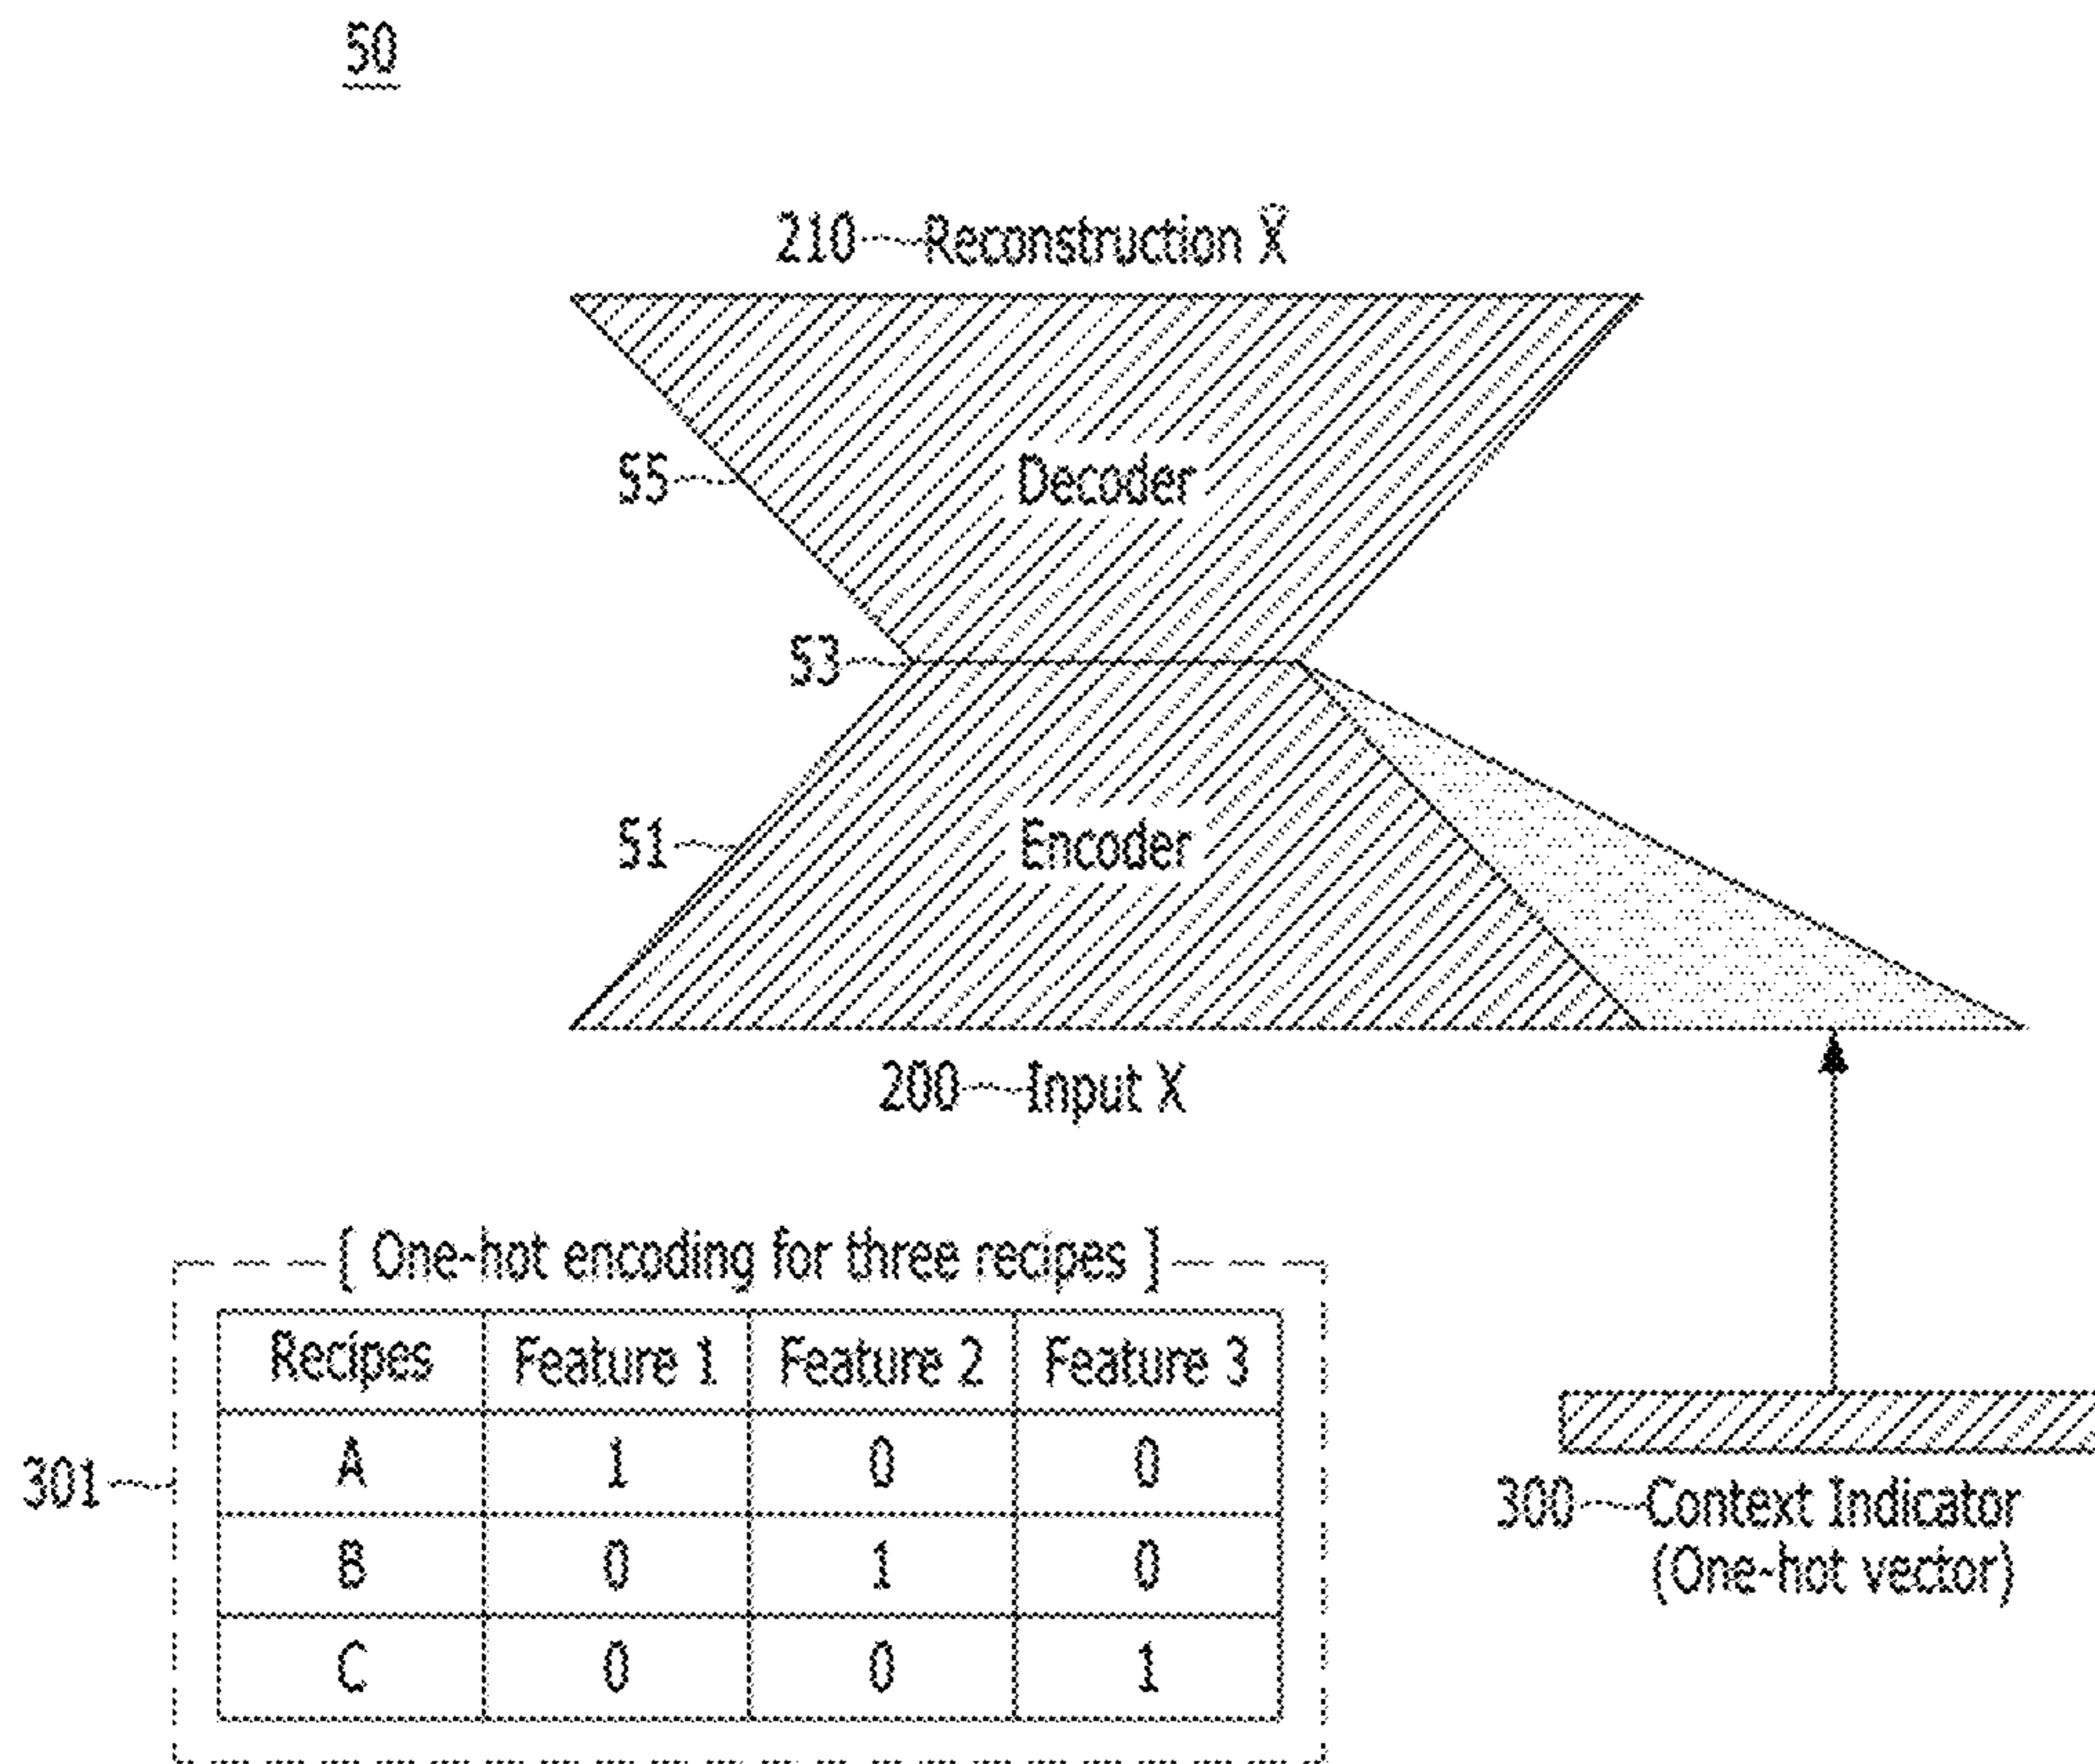 50
210 Reconstruction X̂
55 Decoder
53
51 Encoder
200 Input X
[ One-hot encoding for three recipes ]
Recipes Feature 1 Feature 2 Feature 3
A 1 0 0
B 0 1 0
C 0 0 1
301
300 Context Indicator
(One-hot vector)